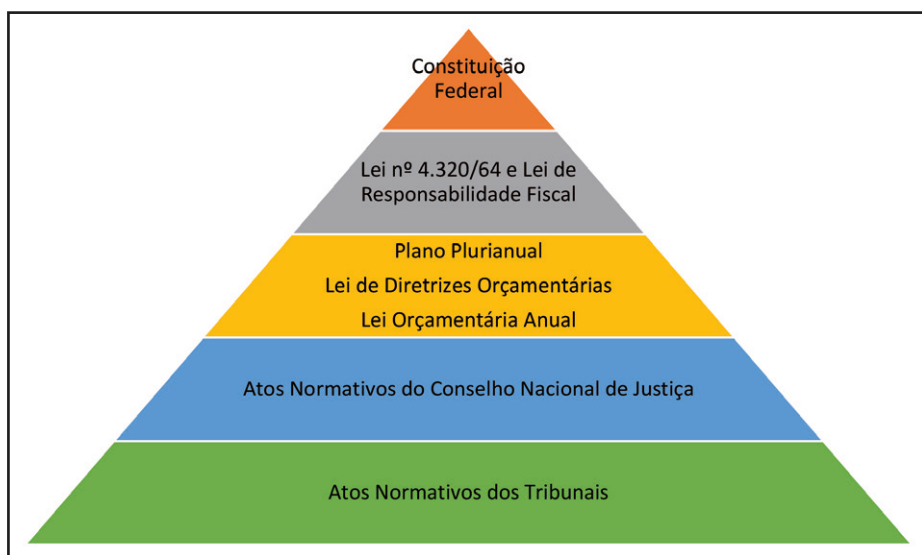 Constituição
Federal
Lei nº 4.320/64 e Lei de
Responsabilidade Fiscal
Plano Plurianual
Lei de Diretrizes Orçamentárias
Lei Orçamentária Anual
Atos Normativos do Conselho Nacional de Justiça
Atos Normativos dos Tribunais